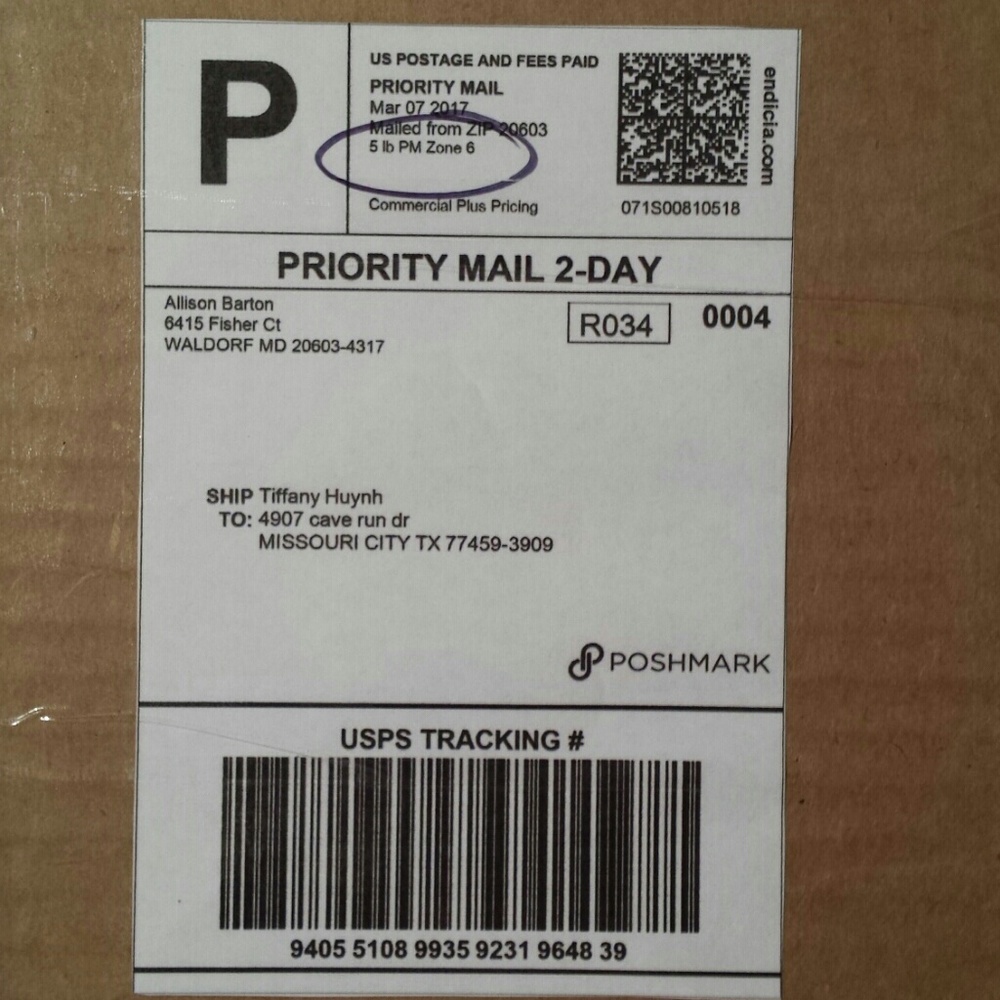 P
US POSTAGE AND FEES PAID
PRIORITY MAIL
Mar 07 2017
Mailed from ZIP 20603
5 lb PM Zone 6
Commercial Plus Pricing
endicia.com
071S00810518
PRIORITY MAIL 2-DAY
Allison Barton
6415 Fisher Ct
WALDORF MD 20603-4317
R034
0004
SHIP Tiffany Huynh
TO: 4907 cave run dr
MISSOURI CITY TX 77459-3909
POSHMARK
USPS TRACKING #
9405 5108 9935 9231 9648 39